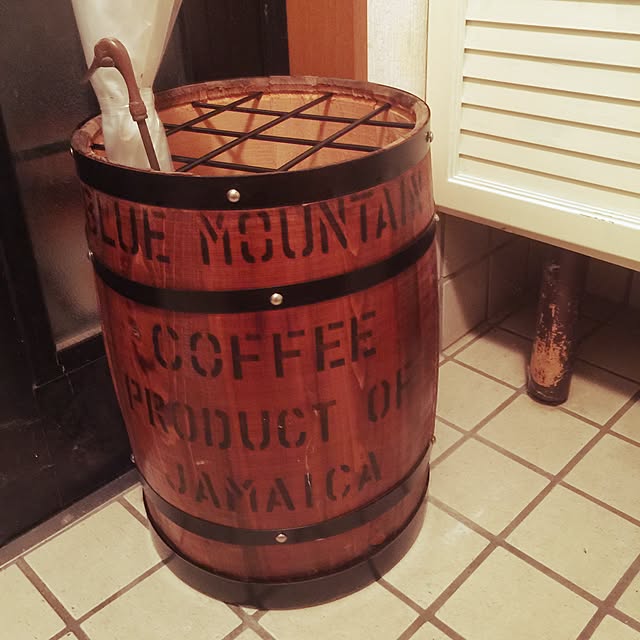 BLUE MOUNTAIN
COFFEE
PRODUCT OF
JAMAICA